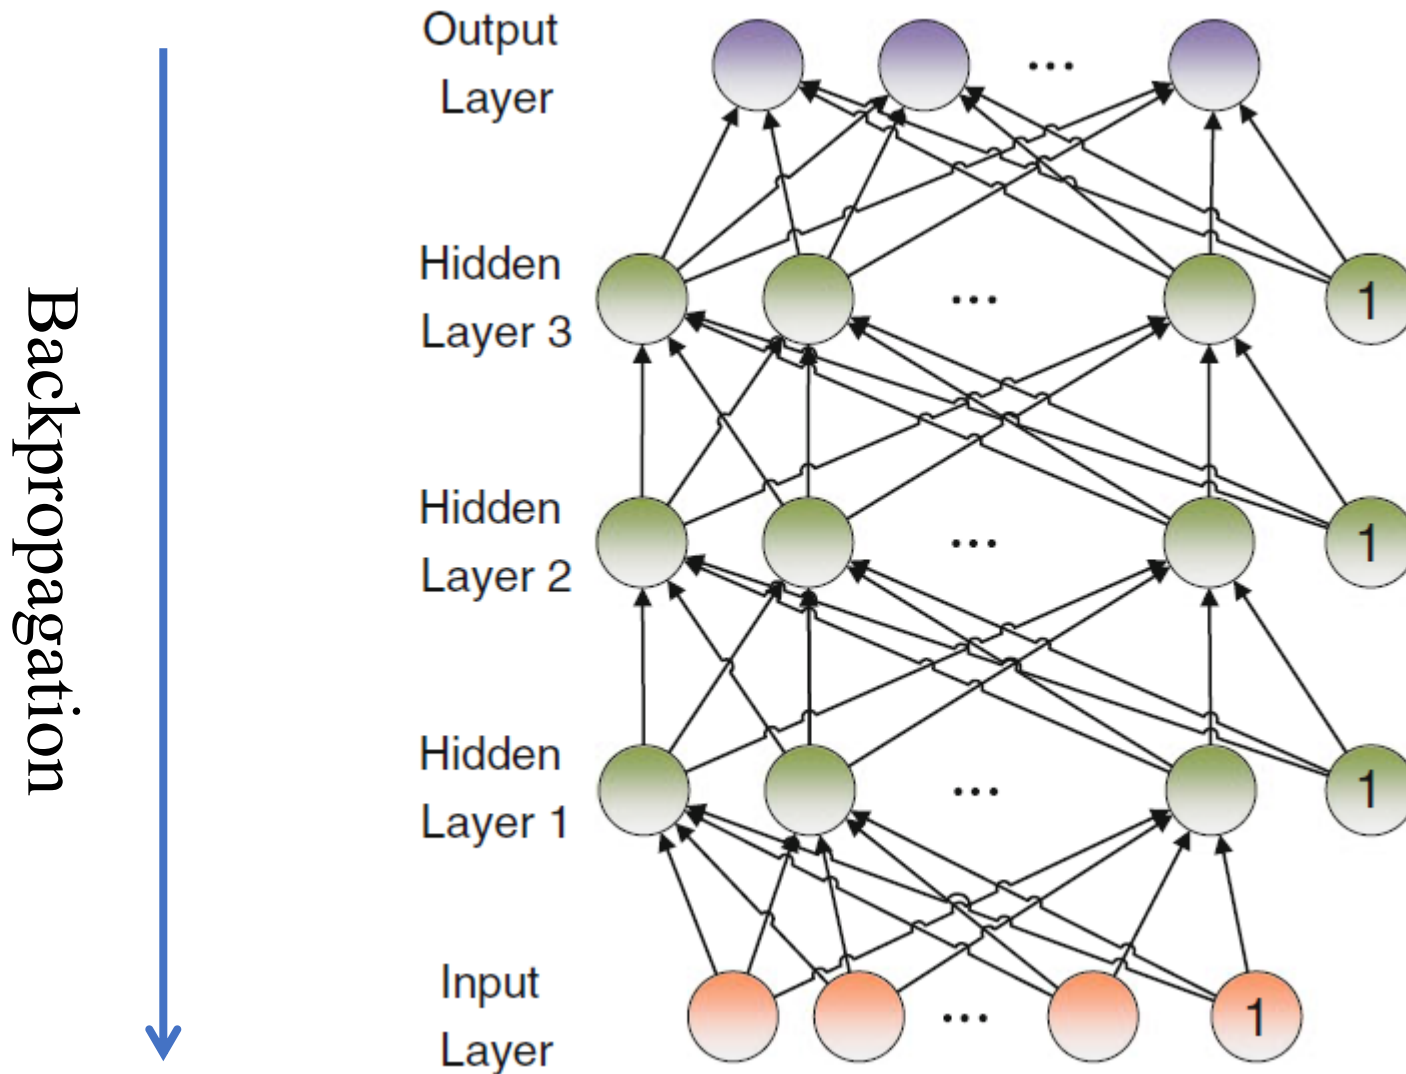 Output
Layer
...
Hidden
Layer 3
...
1
Hidden
Layer 2
...
1
Hidden
Layer 1
...
1
Input
Layer
...
1
Backpropagation